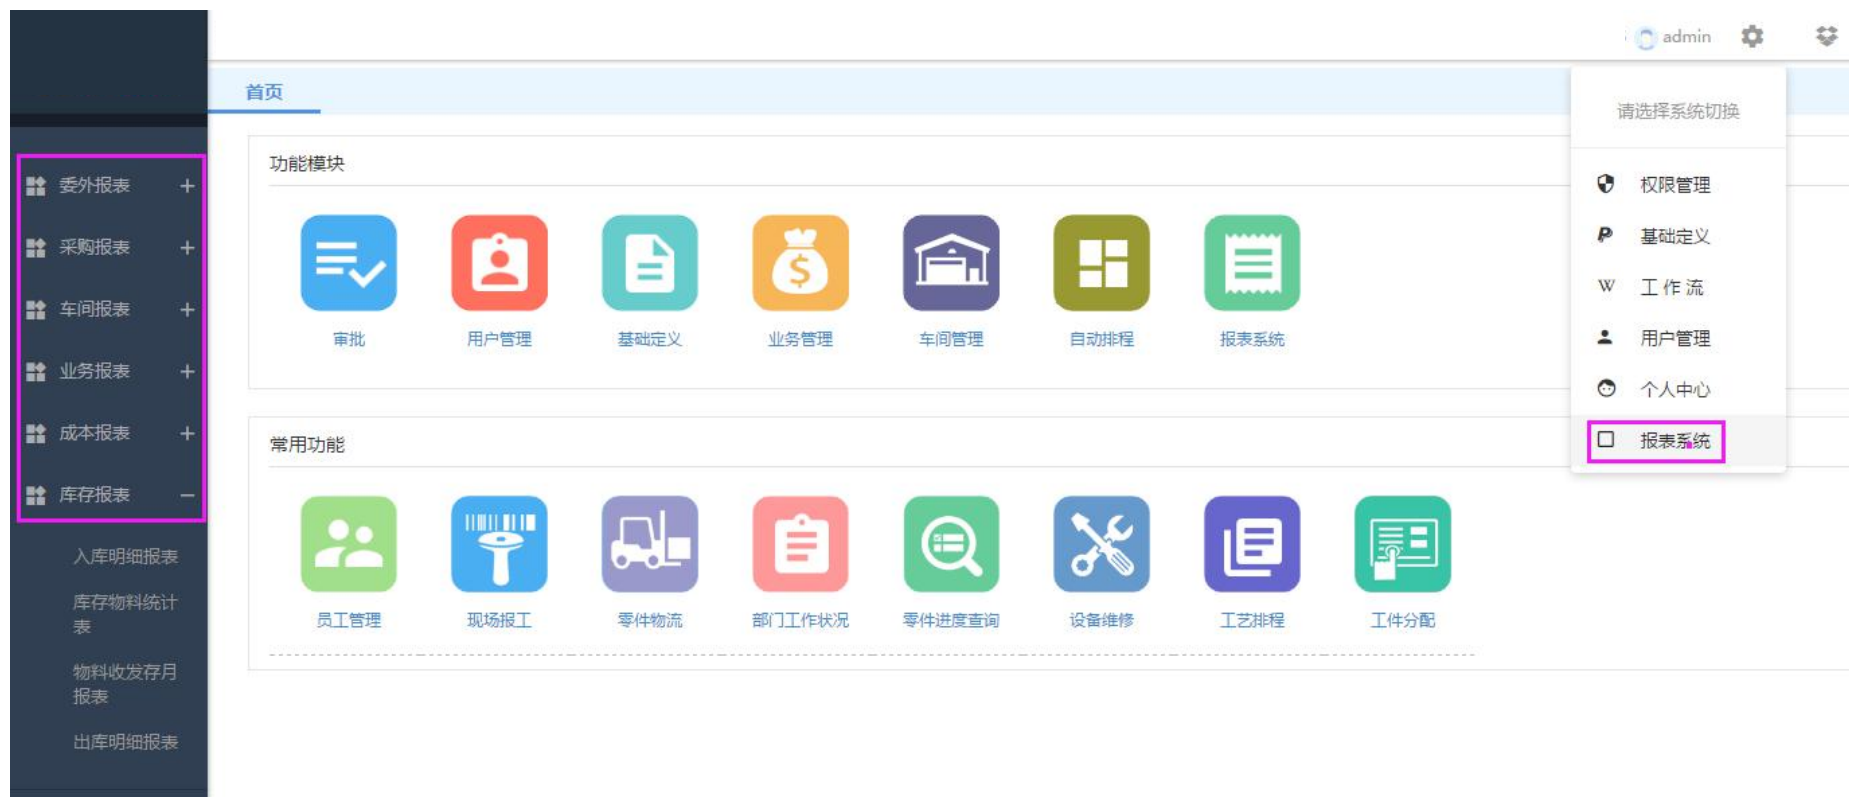 admin
首页
请选择系统切换
功能模块
委外报表
权限管理
采购报表
基础定义
车间报表
工作流
审批
用户管理
基础定义
业务管理
车间管理
自动排程
报表系统
用户管理
业务报表
个人中心
成本报表
常用功能
报表系统
库存报表
入库明细报表
库存物料统计
表
员工管理
现场报工
零件物流
部门工作状况
零件进度查询
设备维修
工艺排程
工件分配
物料收发存月
报表
出库明细报表